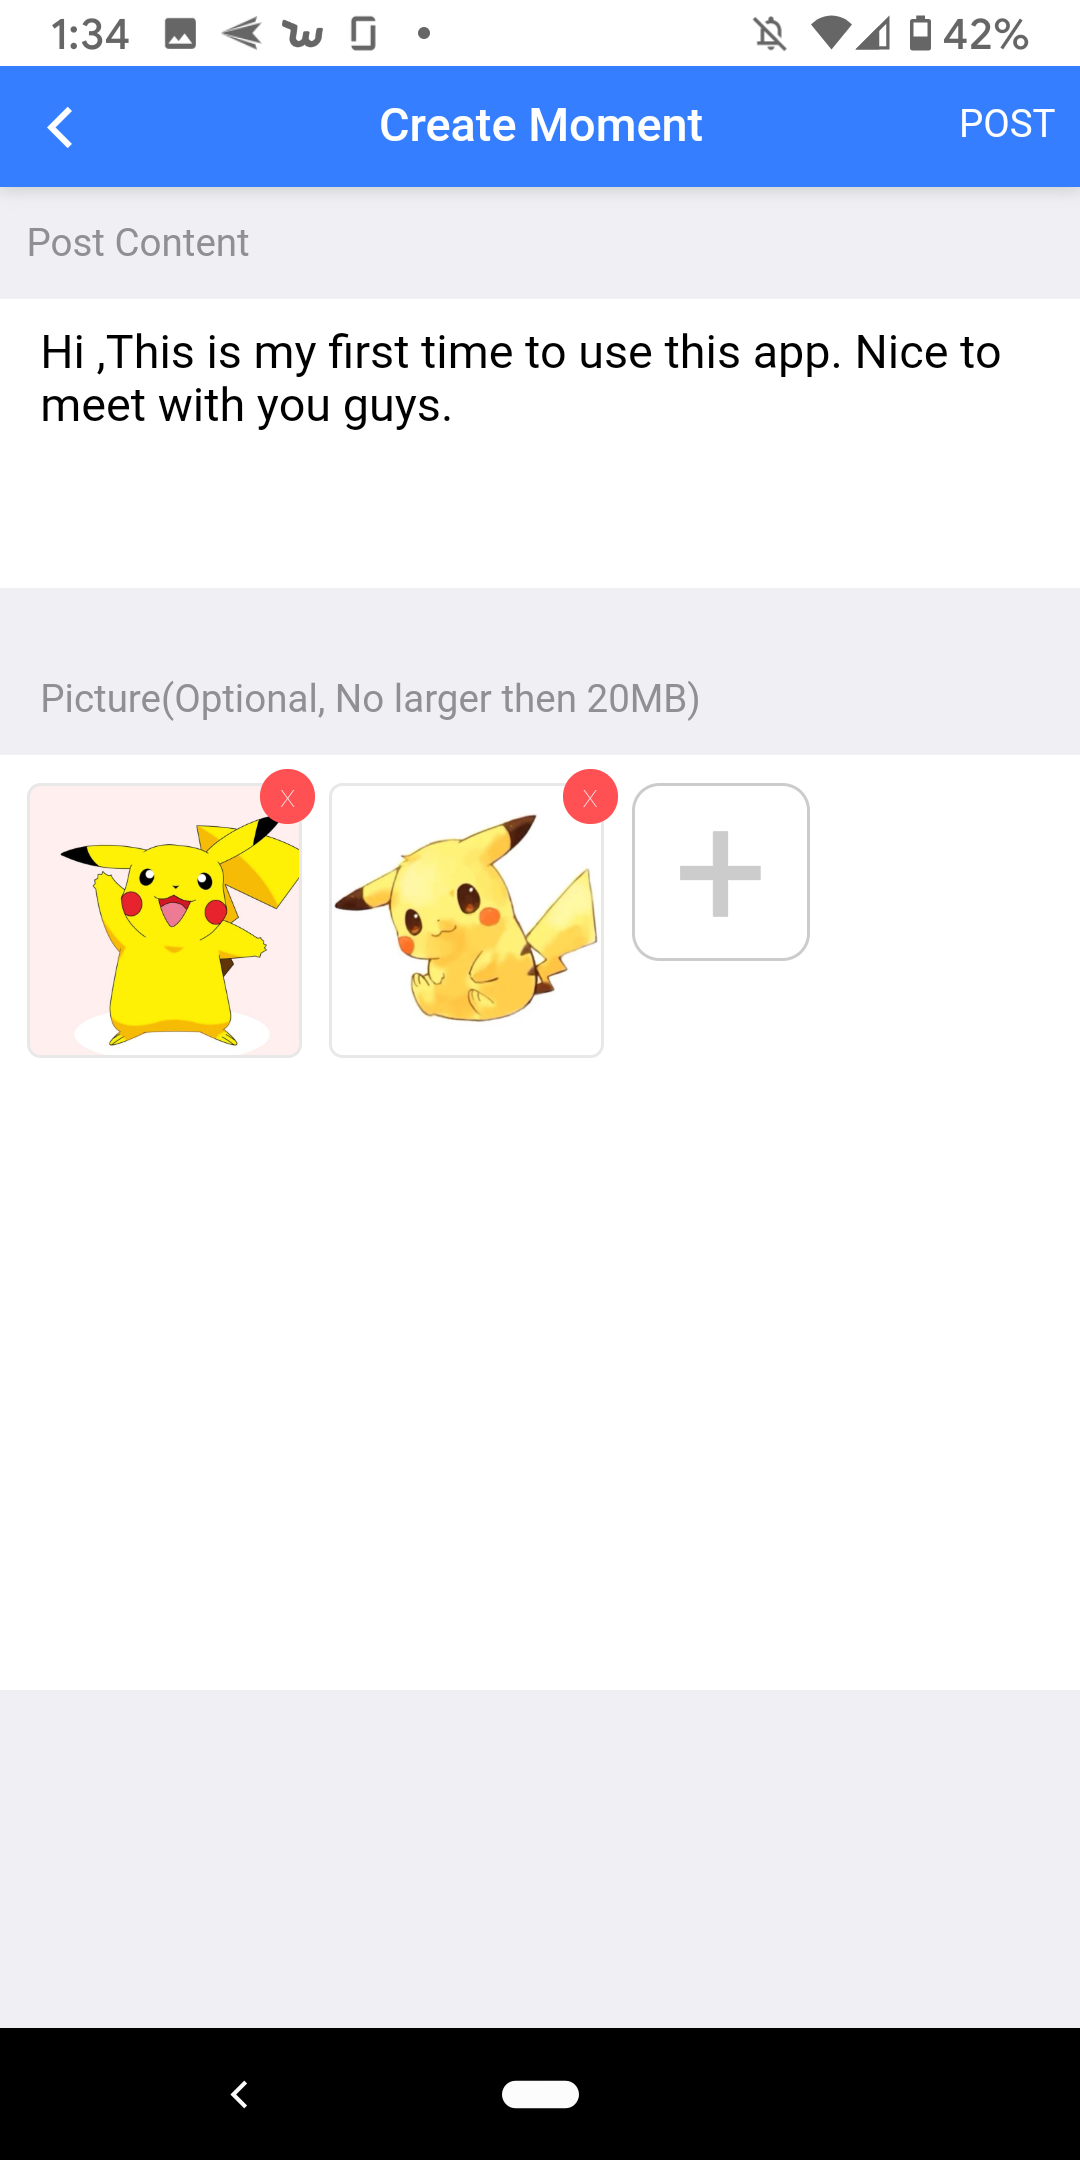 1:34 42%
Create Moment POST
Post Content
Hi ,This is my first time to use this app. Nice to
meet with you guys.
Picture(Optional, No larger then 20MB)
X X